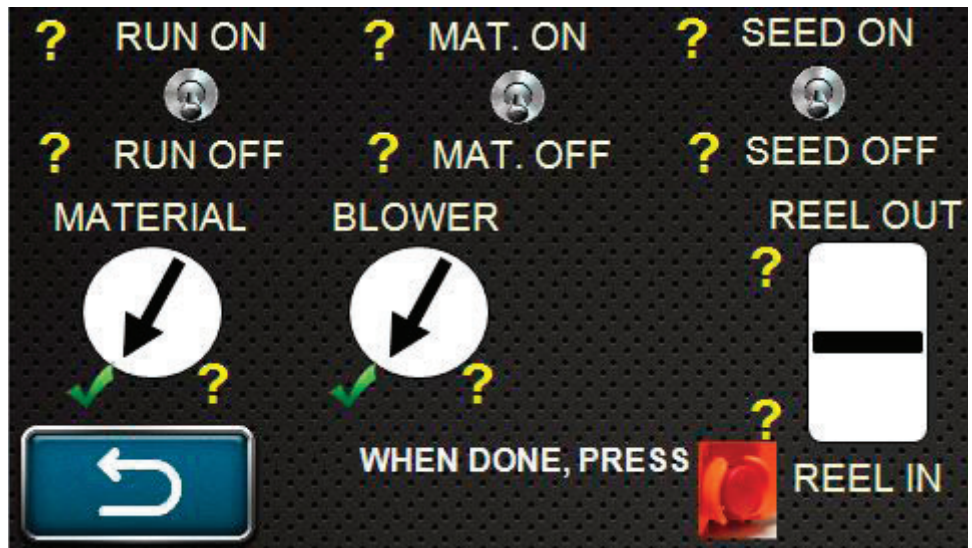 ? RUN ON ? MAT. ON ? SEED ON
? RUN OFF ? MAT. OFF ? SEED OFF
MATERIAL BLOWER REEL OUT
?
? ?
?
WHEN DONE, PRESS
REEL IN